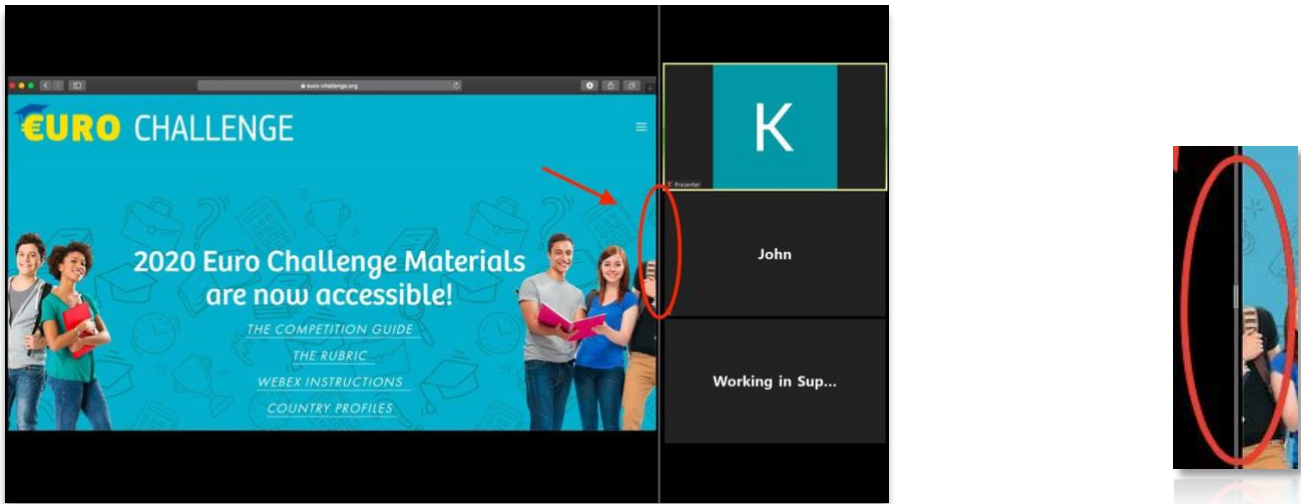 euro-challenge.org
€URO CHALLENGE
2020 Euro Challenge Materials
are now accessible!
THE COMPETITION GUIDE
THE RUBRIC
WEBEX INSTRUCTIONS
COUNTRY PROFILES
K
Presenter
John
Working in Sup...